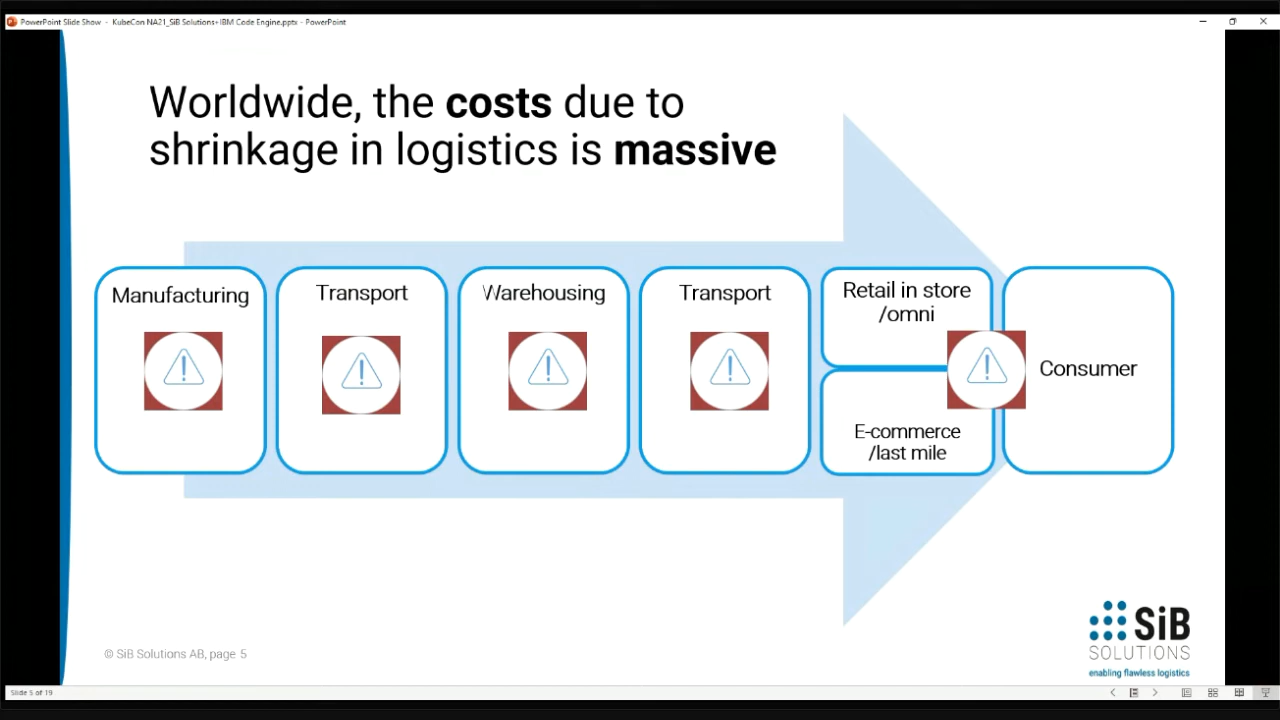 PowerPoint Slide Show - KubeCon NA21_SiB Solutions+IBM Code Engine.pptx - PowerPoint
Worldwide, the costs due to
shrinkage in logistics is massive
Manufacturing
Transport
Warehousing
Transport
Retail in store
/omni
E-commerce
/last mile
Consumer
© SiB Solutions AB, page 5
SiB
SOLUTIONS
enabling flawless logistics
Slide 5 of 19